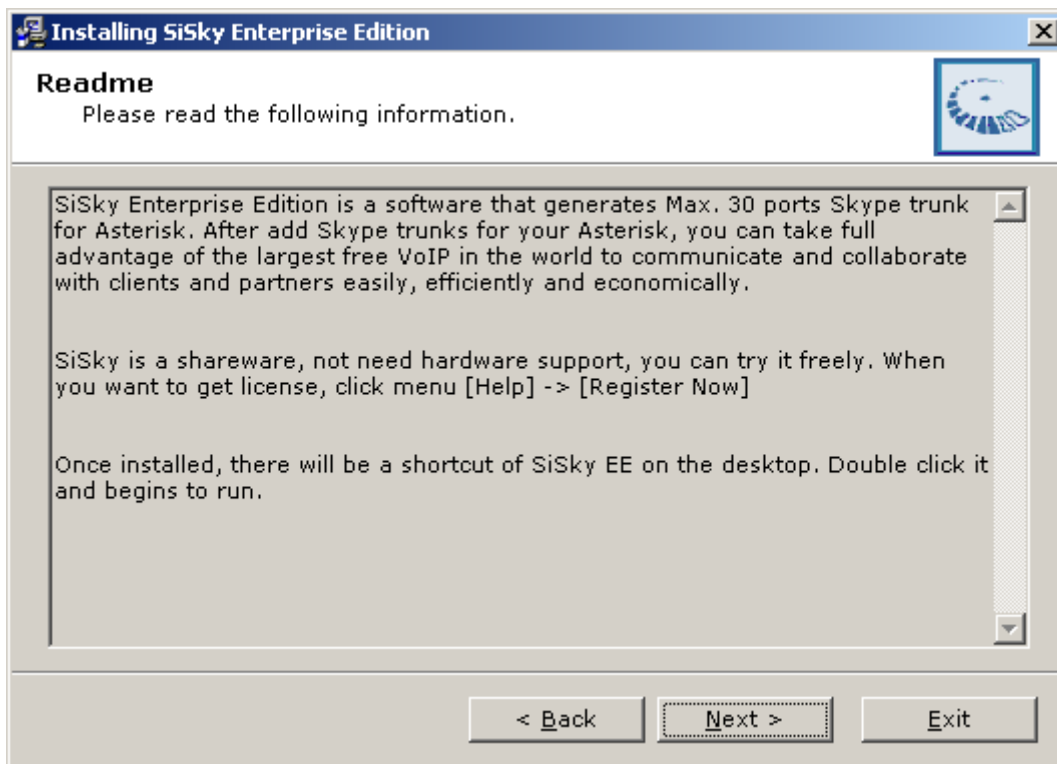 Installing SiSky Enterprise Edition
Readme
Please read the following information.
SiSky Enterprise Edition is a software that generates Max. 30 ports Skype trunk
for Asterisk. After add Skype trunks for your Asterisk, you can take full
advantage of the largest free VoIP in the world to communicate and collaborate
with clients and partners easily, efficiently and economically.
SiSky is a shareware, not need hardware support, you can try it freely. When
you want to get license, click menu [Help] -> [Register Now]
Once installed, there will be a shortcut of SiSky EE on the desktop. Double click it
and begins to run.
< Back
Next >
Exit